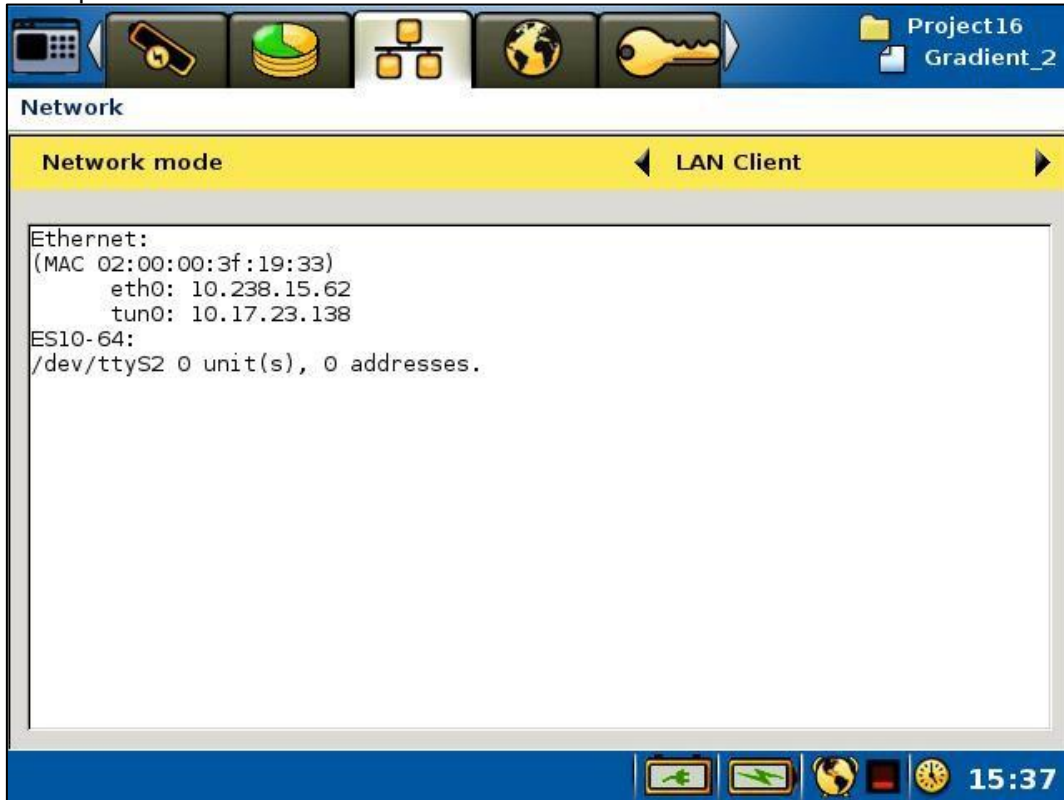 Project16
Gradient_2
Network
Network mode
LAN Client
Ethernet:
(MAC 02:00:00:3f:19:33)
eth0: 10.238.15.62
tun0: 10.17.23.138
ES10-64:
/dev/ttyS2 0 unit(s), 0 addresses.
15:37